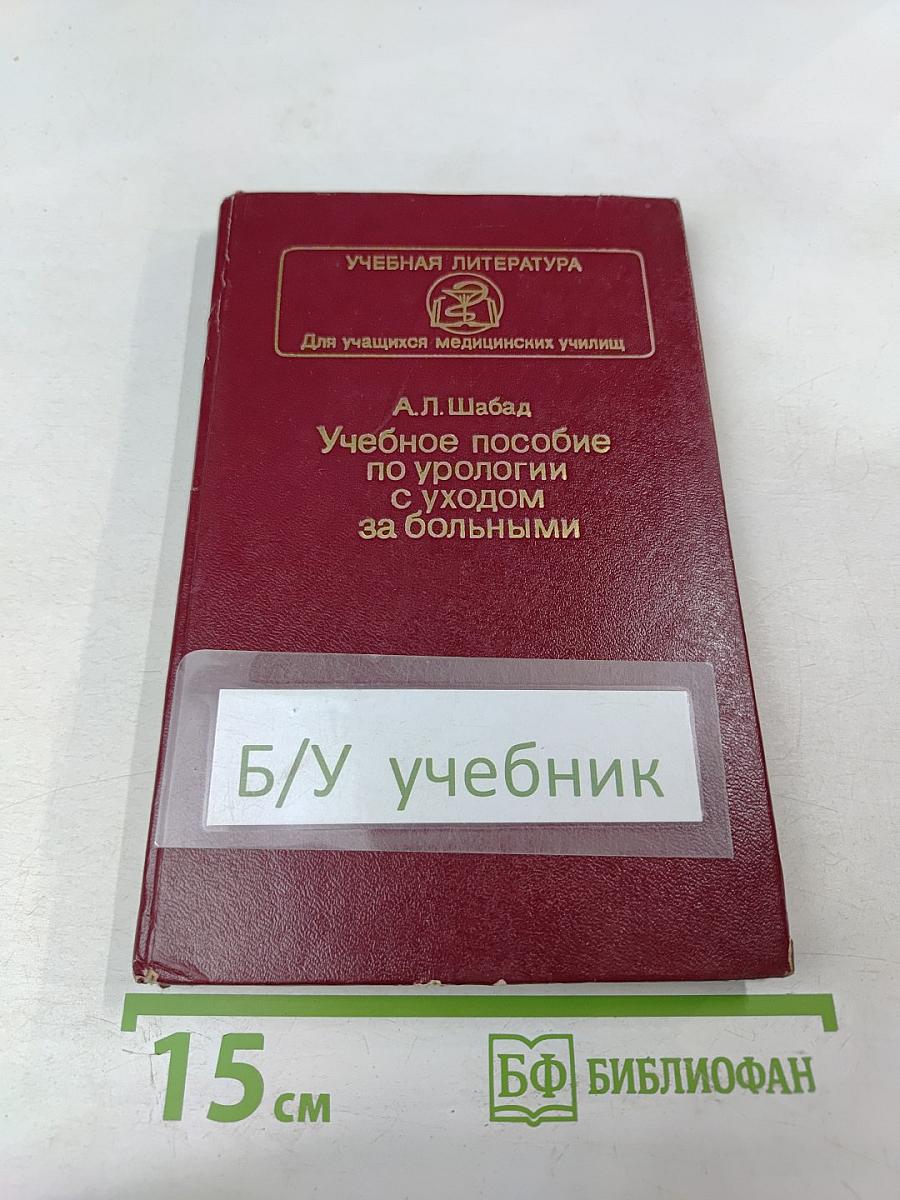 УЧЕБНАЯ ЛИТЕРАТУРА
Для учащихся медицинских училищ
А.Л.Шабад
Учебное пособие
по урологии
с уходом
за больными
Б/У учебник
15 см
БФ БИБЛИОФАН